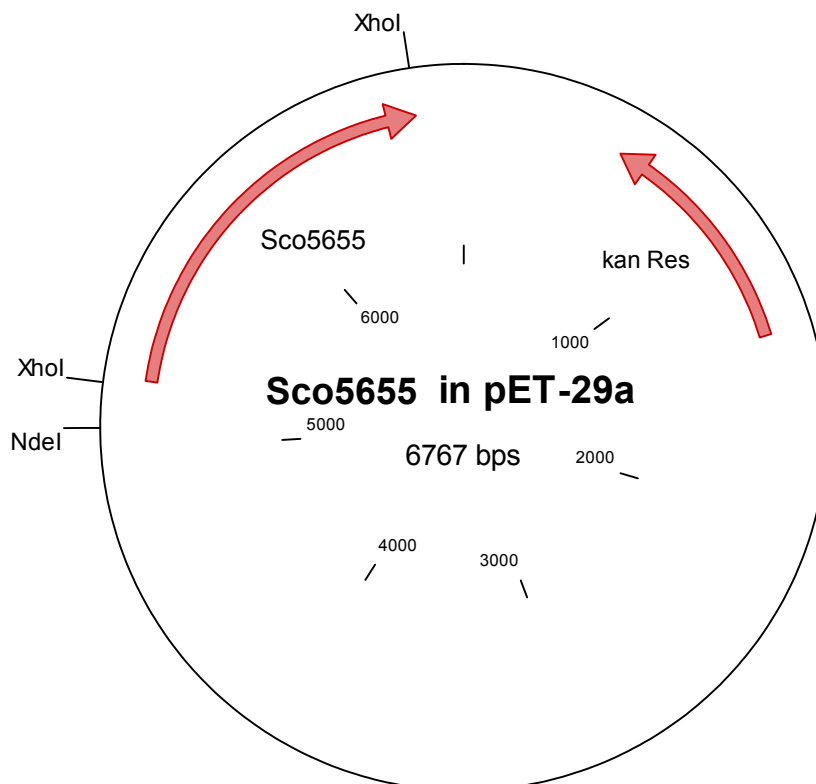 XhoI
Sco5655
kan Res
6000
1000
XhoI
Sco5655 in pET-29a
NdeI
5000
6767 bps
2000
4000
3000